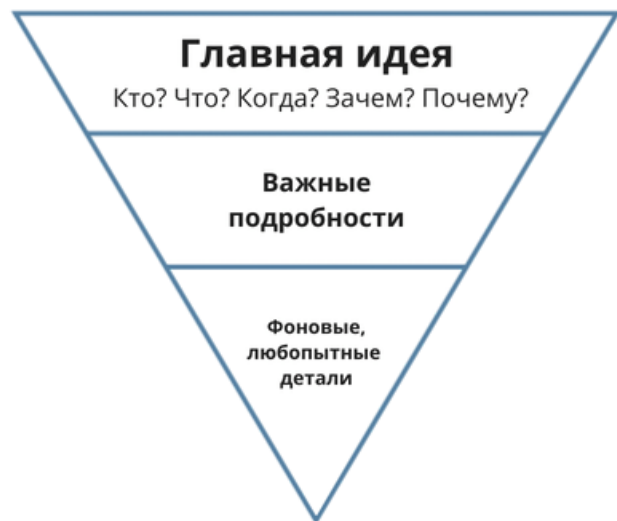 Главная идея
Кто? Что? Когда? Зачем? Почему?
Важные
подробности
Фоновые,
любопытные
детали